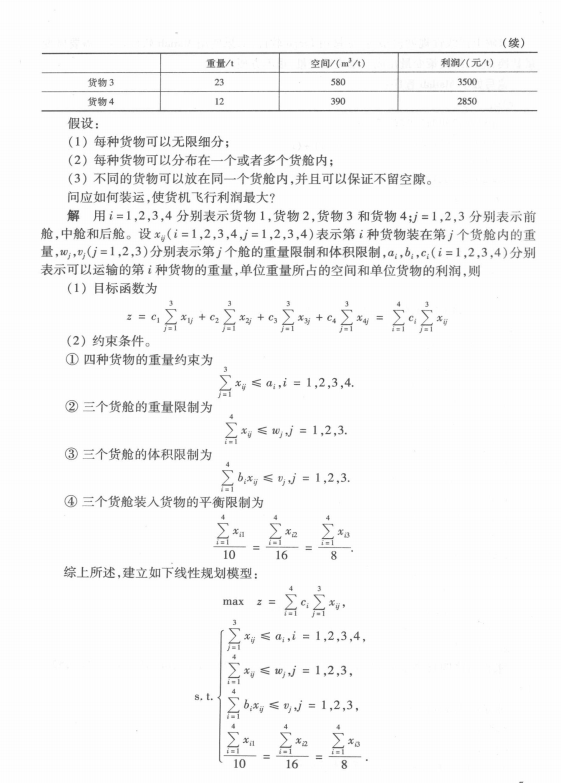 (续)
重量/t 空间/(m³/t) 利润/(元/t)
货物3 23 580 3500
货物4 12 390 2850
假设:
(1) 每种货物可以无限细分;
(2) 每种货物可以分布在一个或者多个货舱内;
(3) 不同的货物可以放在同一个货舱内,并且可以保证不留空隙。
问应如何装运,使货机飞行利润最大?
解 用 i=1,2,3,4 分别表示货物1,货物2,货物3和货物4;j=1,2,3 分别表示前
舱,中舱和后舱。设 x_{ij}(i=1,2,3,4,j=1,2,3,4)表示第 i 种货物装在第 j 个货舱内的重
量,w_j,v_j(j=1,2,3)分别表示第 j 个舱的重量限制和体积限制,a_i,b_i,c_i(i=1,2,3,4)分别
表示可以运输的第 i 种货物的重量,单位重量所占的空间和单位货物的利润,则
(1) 目标函数为
z = c_1 \sum_{j=1}^{3} x_{1j} + c_2 \sum_{j=1}^{3} x_{2j} + c_3 \sum_{j=1}^{3} x_{3j} + c_4 \sum_{j=1}^{3} x_{4j} = \sum_{i=1}^{4} c_i \sum_{j=1}^{3} x_{ij}
(2) 约束条件。
① 四种货物的重量约束为
\sum_{j=1}^{3} x_{ij} ≤ a_i, i = 1,2,3,4.
② 三个货舱的重量限制为
\sum_{i=1}^{4} x_{ij} ≤ w_j, j = 1,2,3.
③ 三个货舱的体积限制为
\sum_{i=1}^{4} b_i x_{ij} ≤ v_j, j = 1,2,3.
④ 三个货舱装入货物的平衡限制为
\frac{\sum_{i=1}^{4} x_{i1}}{10} = \frac{\sum_{i=1}^{4} x_{i2}}{16} = \frac{\sum_{i=1}^{4} x_{i3}}{8}.
综上所述,建立如下线性规划模型:
max z = \sum_{i=1}^{4} c_i \sum_{j=1}^{3} x_{ij},
\sum_{j=1}^{3} x_{ij} ≤ a_i, i = 1,2,3,4,
\sum_{i=1}^{4} x_{ij} ≤ w_j, j = 1,2,3,
s.t. \sum_{i=1}^{4} b_i x_{ij} ≤ v_j, j = 1,2,3,
\frac{\sum_{i=1}^{4} x_{i1}}{10} = \frac{\sum_{i=1}^{4} x_{i2}}{16} = \frac{\sum_{i=1}^{4} x_{i3}}{8}.